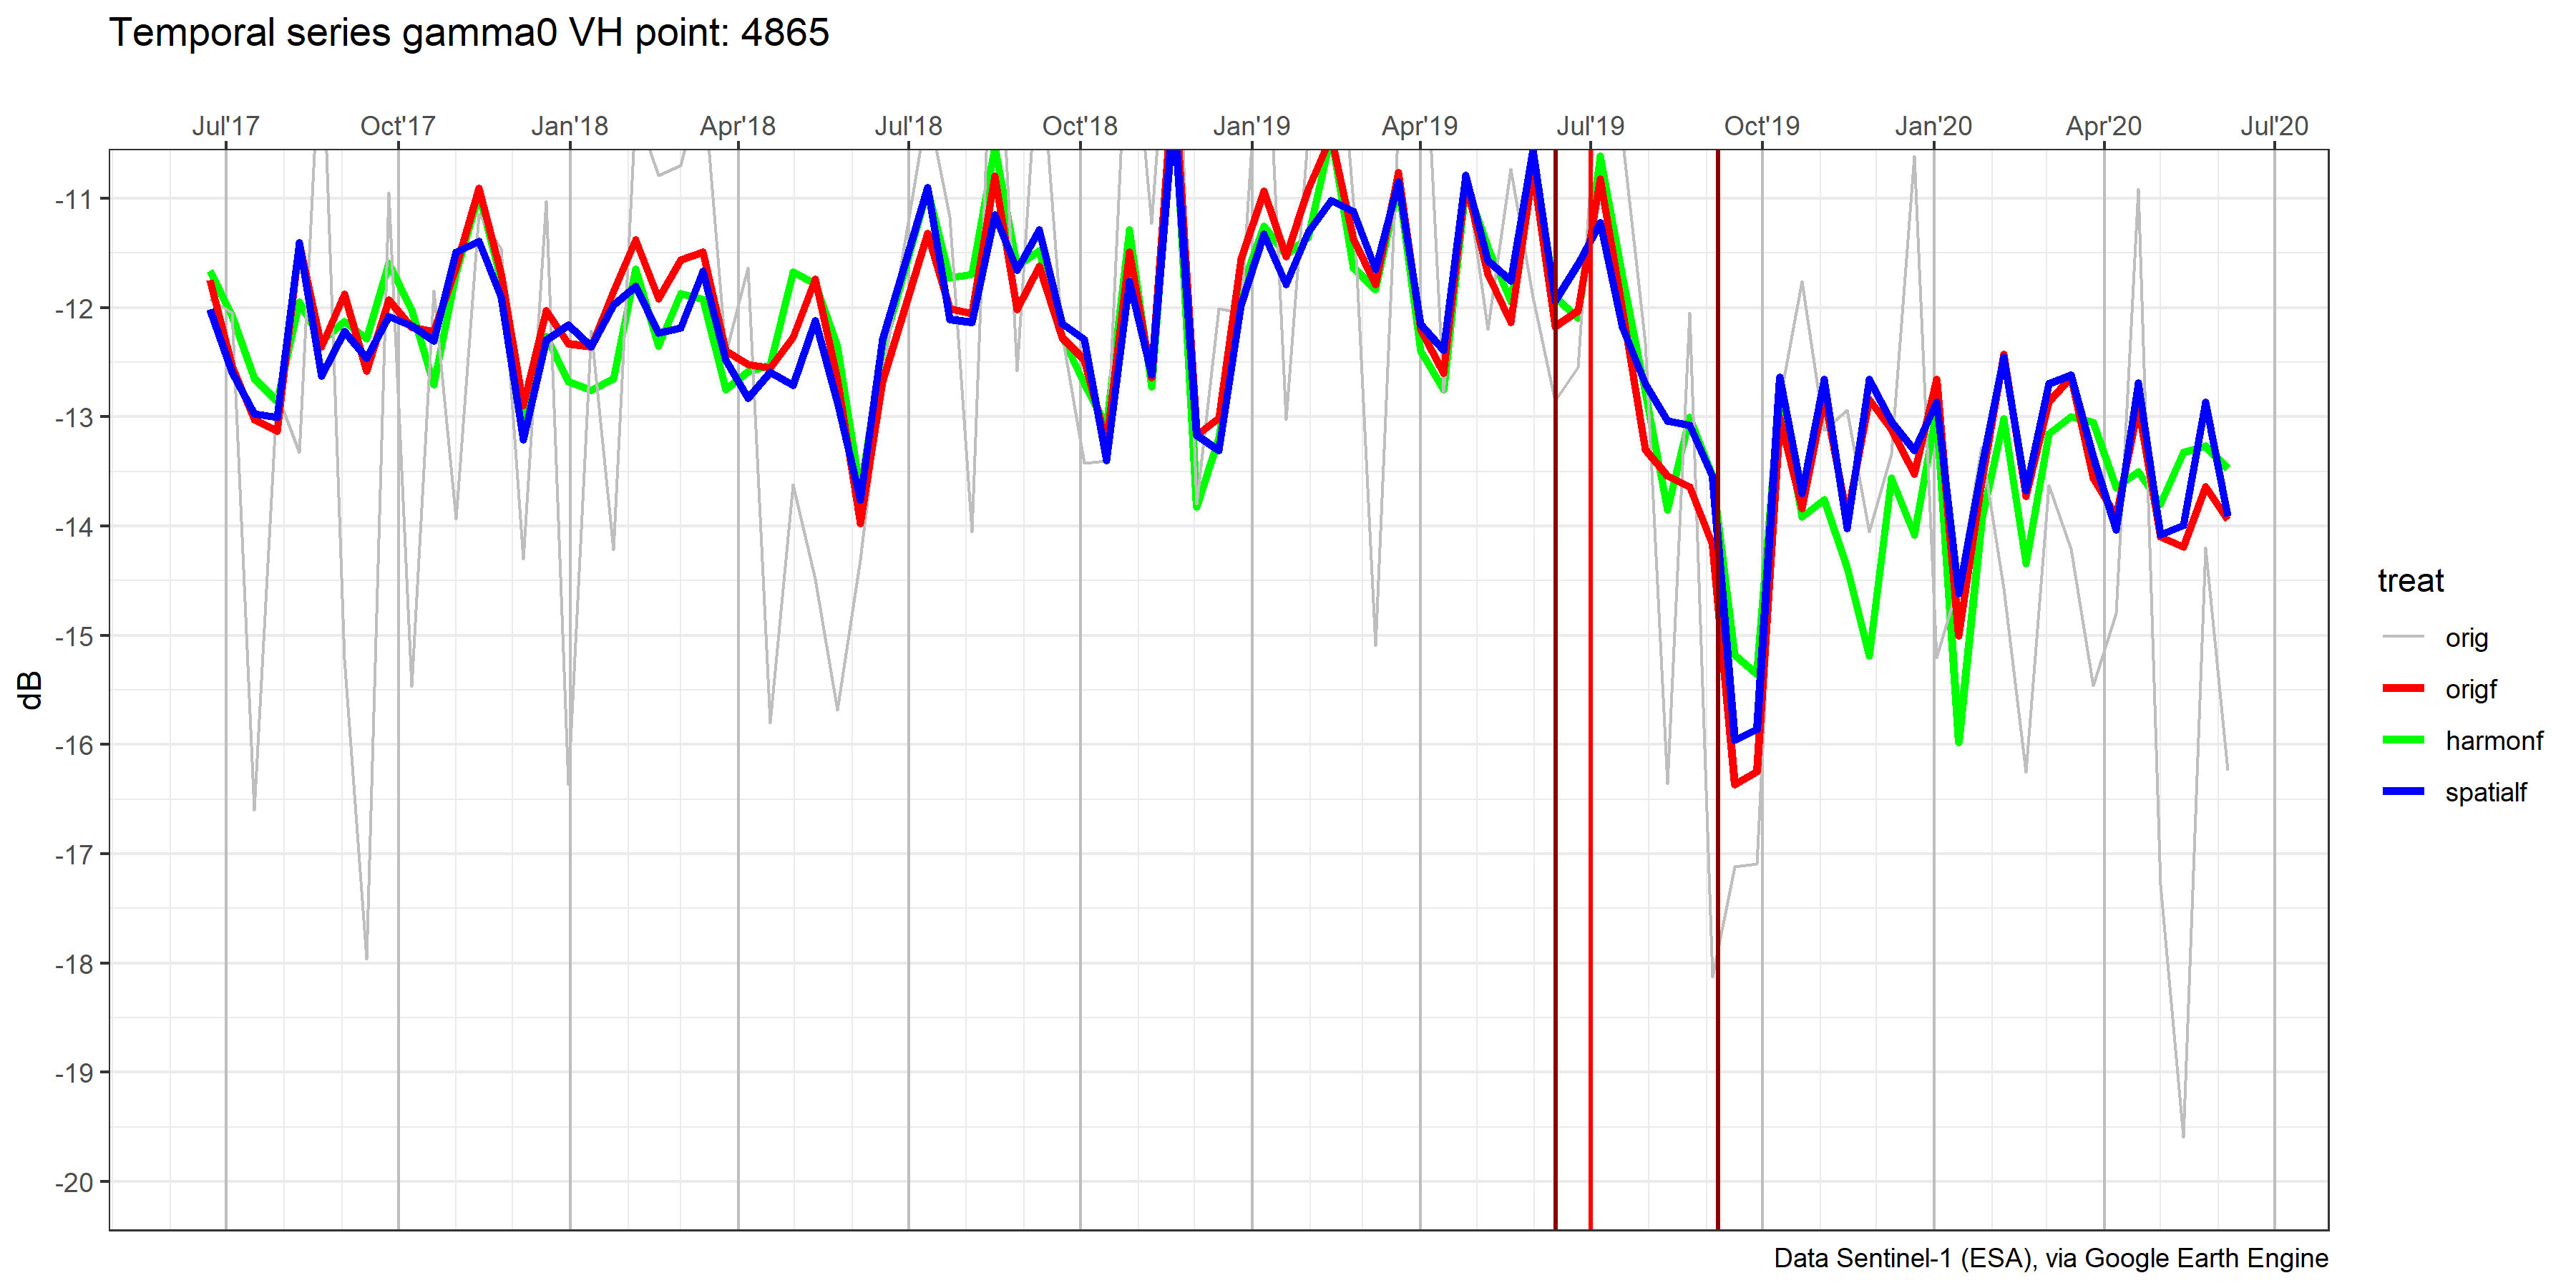 Temporal series gamma0 VH point: 4865
Jul'17 Oct'17 Jan'18 Apr'18 Jul'18 Oct'18 Jan'19 Apr'19 Jul'19 Oct'19 Jan'20 Apr'20 Jul'20
-11
-12
-13
-14
-15
-16
-17
-18
-19
-20
dB
treat
orig
origf
harmonf
spatialf
Data Sentinel-1 (ESA), via Google Earth Engine